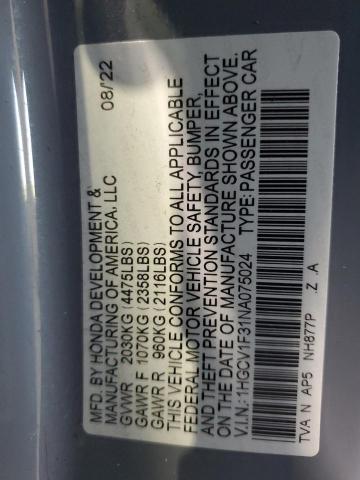 MFD. BY HONDA DEVELOPMENT & 08/22
MANUFACTURING OF AMERICA, LLC
GVWR 2030KG (4475LBS)
GAWR F 1070KG (2358LBS)
GAWR R 960KG (2116LBS)
THIS VEHICLE CONFORMS TO ALL APPLICABLE
FEDERAL MOTOR VEHICLE SAFETY, BUMPER,
AND THEFT PREVENTION STANDARDS IN EFFECT
ON THE DATE OF MANUFACTURE SHOWN ABOVE.
V.I.N.: 1HGCV1F31NA075024 TYPE: PASSENGER CAR
TVA N AP5 NH877P .Z .A